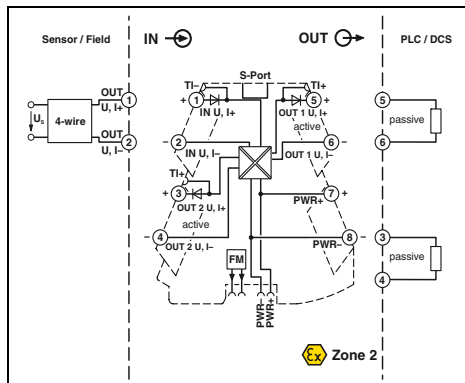 Sensor / Field
IN
OUT
PLC / DCS
S-Port
TI–
TI+
OUT
U, I+
1
+
1
IN U, I+
OUT 1 U, I+
5
+
5
active
Us
4-wire
passive
OUT
U, I–
2
–
2
IN U, I–
OUT 1 U, I–
6
–
6
TI+
+
3
OUT 2 U, I+
active
7
+
PWR+
–
4
OUT 2 U, I–
8
–
PWR–
3
passive
4
FM
PWR–
PWR+
Ex
Zone 2